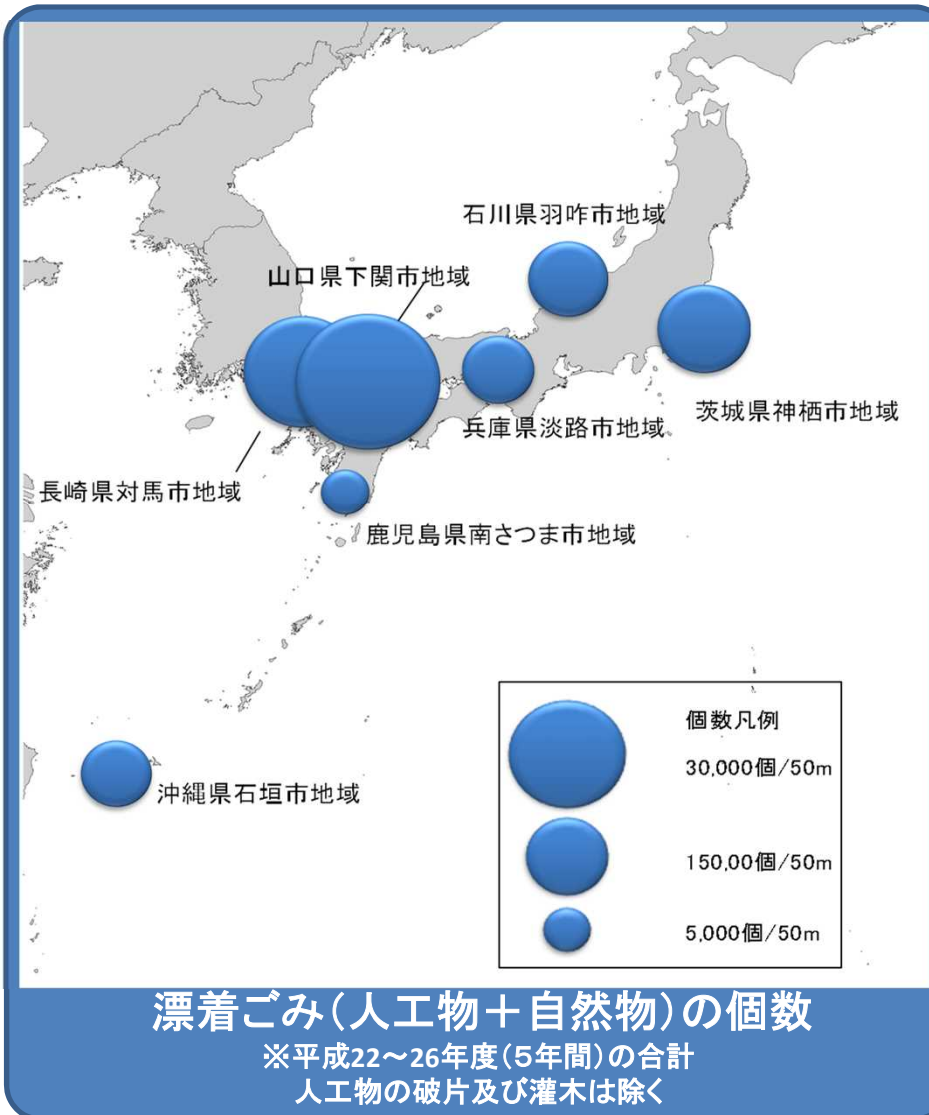 石川県羽咋市地域
山口県下関市地域
茨城県神栖市地域
兵庫県淡路市地域
長崎県対馬市地域
鹿児島県南さつま市地域
沖縄県石垣市地域
個数凡例
30,000個/50m
150,00個/50m
5,000個/50m
漂着ごみ(人工物+自然物)の個数
※平成22~26年度(5年間)の合計
人工物の破片及び灌木は除く